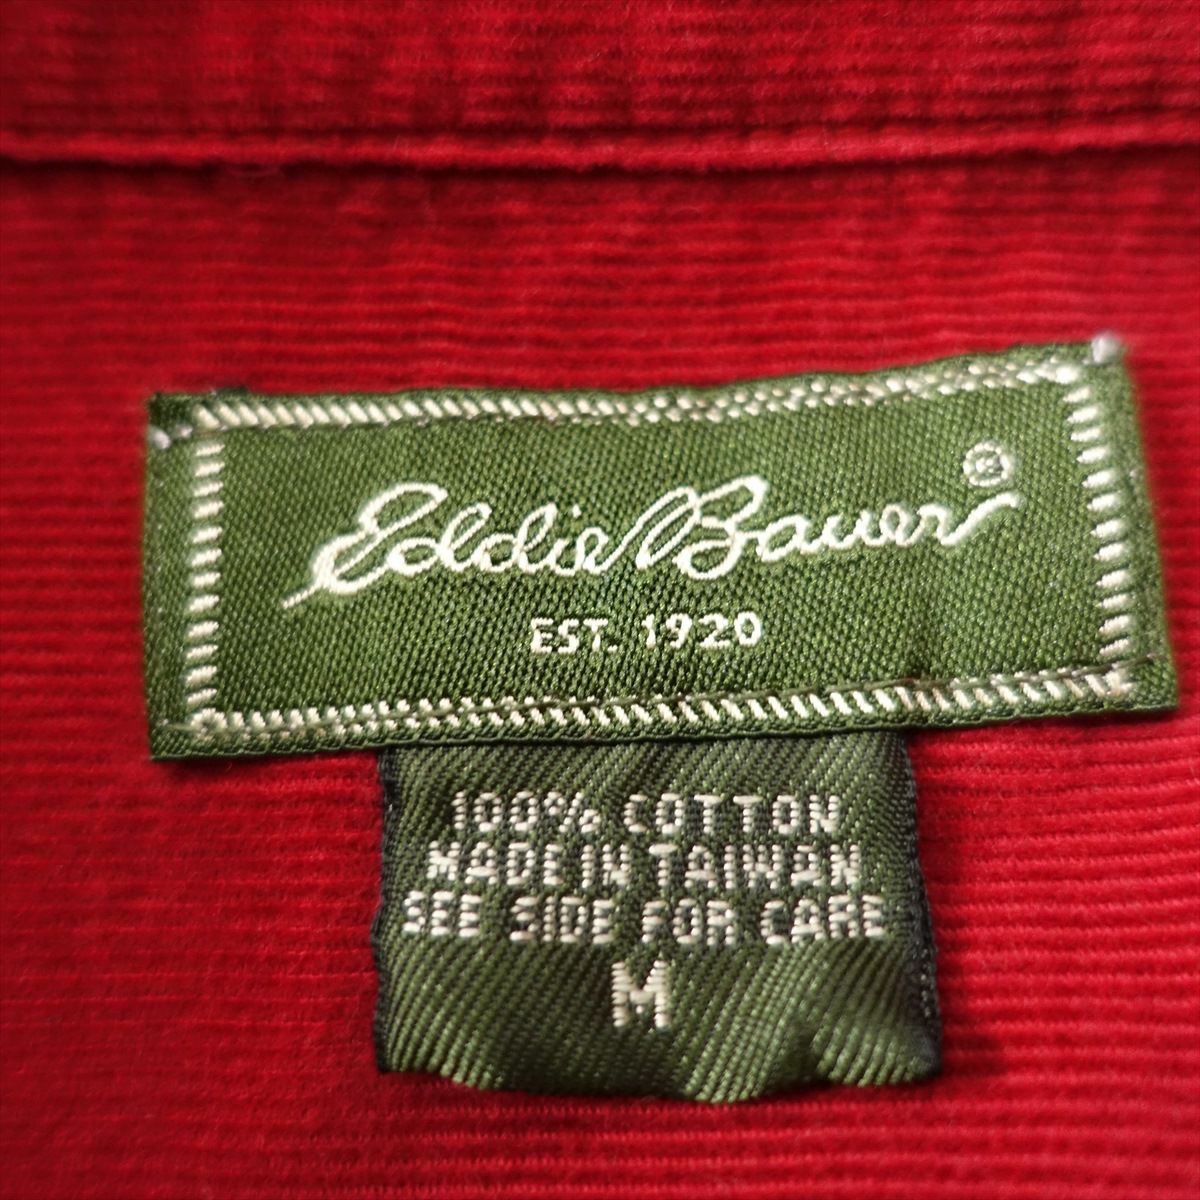 Eddie Bauer®
EST. 1920
100% COTTON
MADE IN TAIWAN
SEE SIDE FOR CARE
M